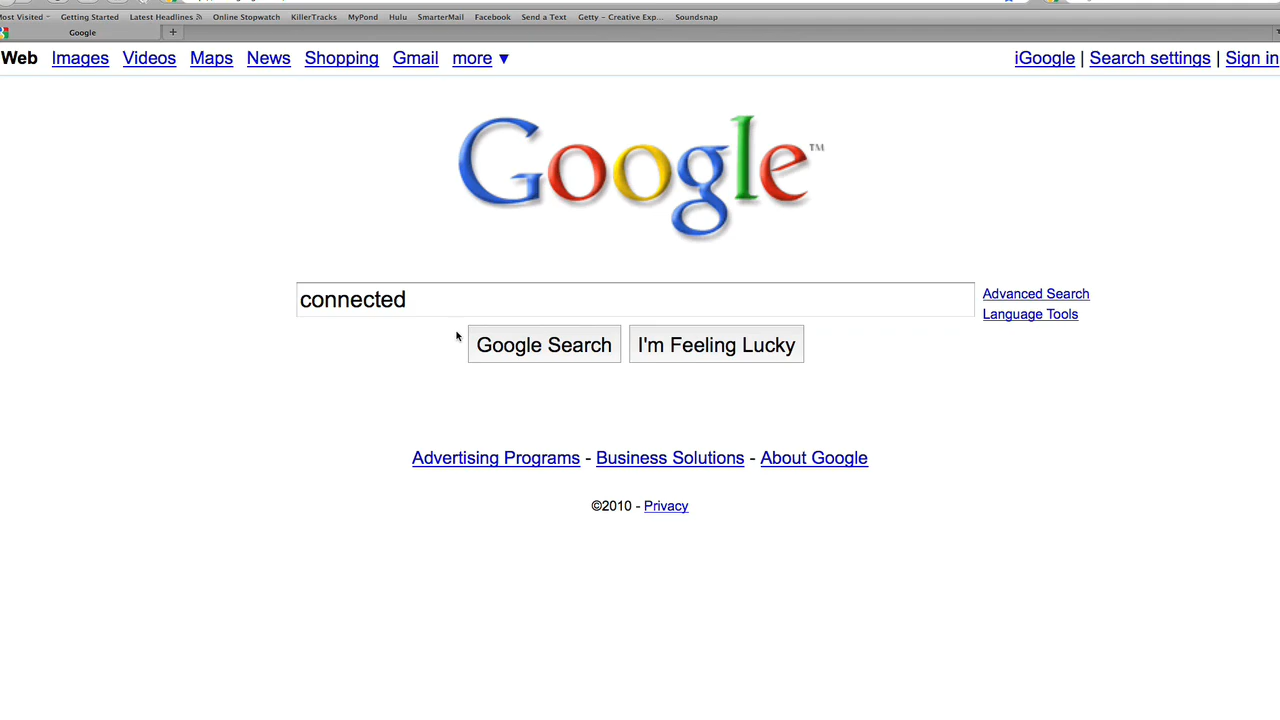 Most Visited Getting Started Latest Headlines Online Stopwatch KillerTracks MyPond Hulu SmarterMail Facebook Send a Text Getty – Creative Exp... Soundsnap
Google +
Web Images Videos Maps News Shopping Gmail more ▼ iGoogle | Search settings | Sign in
Google™
connected
Advanced Search
Language Tools
Google Search I'm Feeling Lucky
Advertising Programs - Business Solutions - About Google
©2010 - Privacy